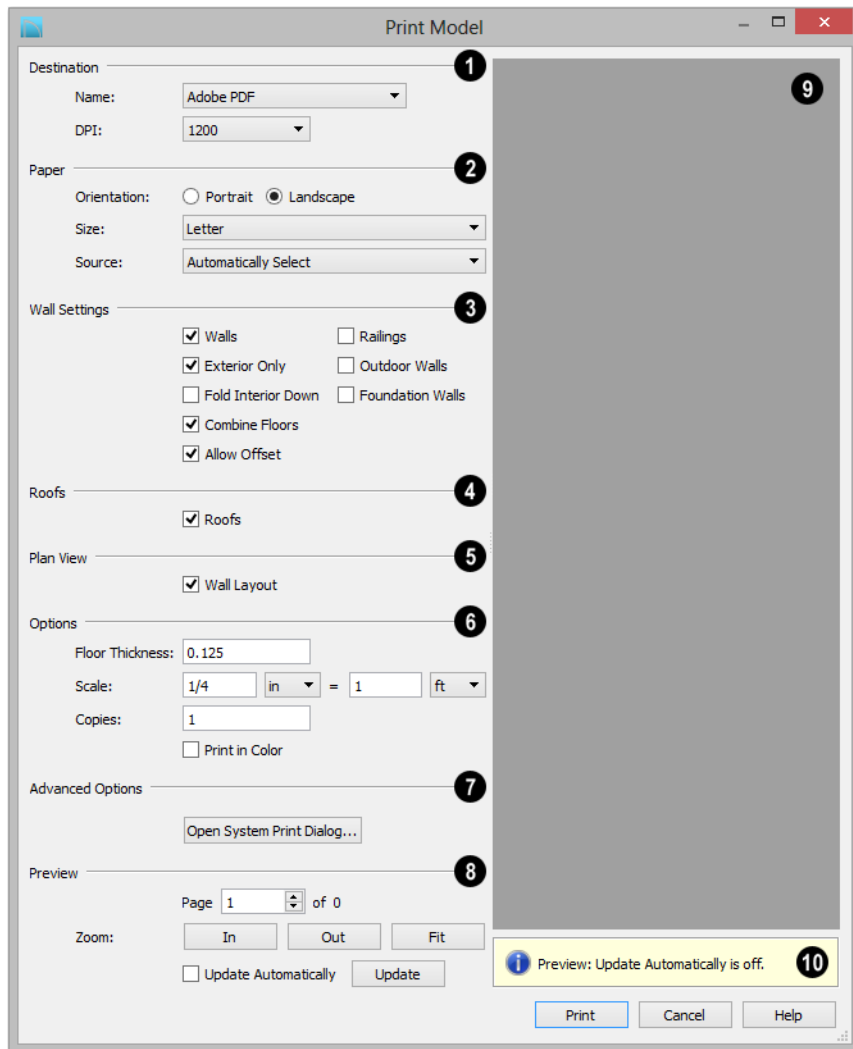 Print Model
Destination 1
Name: Adobe PDF
DPI: 1200
Paper 2
Orientation: Portrait Landscape
Size: Letter
Source: Automatically Select
Wall Settings 3
Walls Railings
Exterior Only Outdoor Walls
Fold Interior Down Foundation Walls
Combine Floors
Allow Offset
Roofs 4
Roofs
Plan View 5
Wall Layout
Options 6
Floor Thickness: 0.125
Scale: 1/4 in = 1 ft
Copies: 1
Print in Color
Advanced Options 7
Open System Print Dialog...
Preview 8
Page 1 of 0
Zoom: In Out Fit
Update Automatically Update
9
Preview: Update Automatically is off. 10
Print Cancel Help